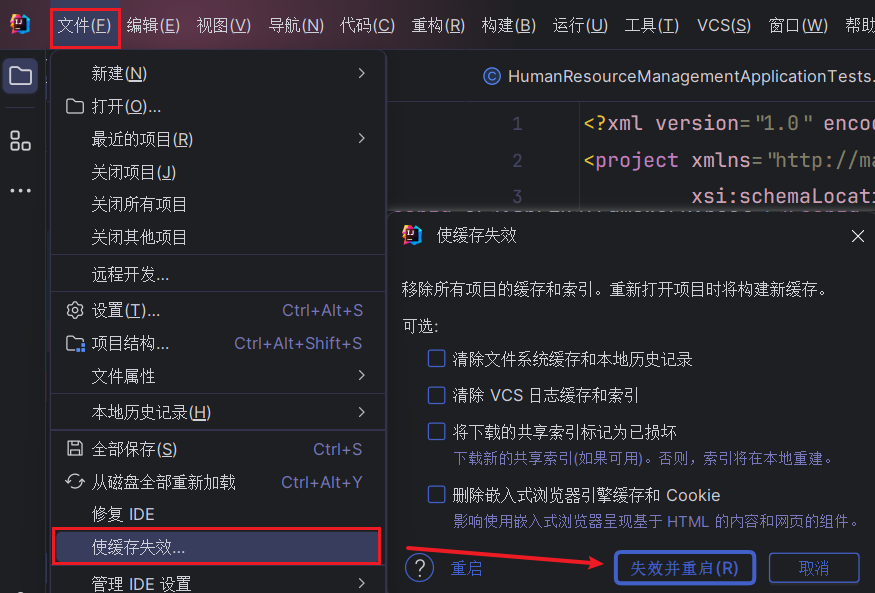 文件(F) 编辑(E) 视图(V) 导航(N) 代码(C) 重构(R) 构建(B) 运行(U) 工具(T) VCS(S) 窗口(W) 帮助
新建(N)
打开(O)...
最近的项目(R)
关闭项目(J)
关闭所有项目
关闭其他项目
远程开发...
设置(T)... Ctrl+Alt+S
项目结构... Ctrl+Alt+Shift+S
文件属性
本地历史记录(H)
全部保存(S) Ctrl+S
从磁盘全部重新加载 Ctrl+Alt+Y
修复 IDE
使缓存失效...
管理 IDE 设置
HumanResourceManagementApplicationTests.
1 <?xml version="1.0" enco
2 <project xmlns="http://ma
3 xsi:schemaLocati
使缓存失效
移除所有项目的缓存和索引。重新打开项目时将构建新缓存。
可选:
清除文件系统缓存和本地历史记录
清除 VCS 日志缓存和索引
将下载的共享索引标记为已损坏
下载新的共享索引(如果可用)。否则，索引将在本地重建。
删除嵌入式浏览器引擎缓存和 Cookie
影响使用嵌入式浏览器呈现基于 HTML 的内容和网页的组件。
? 重启 失效并重启(R) 取消